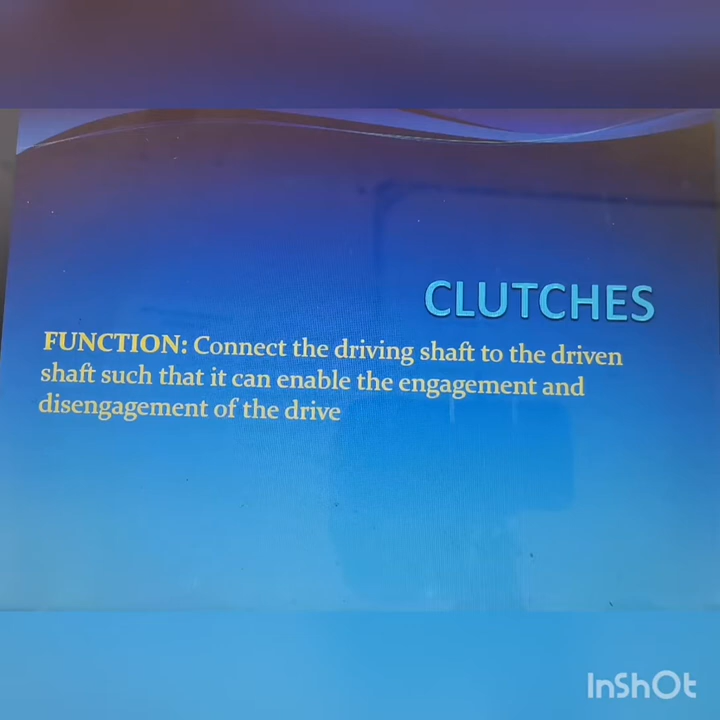 CLUTCHES
FUNCTION: Connect the driving shaft to the driven
shaft such that it can enable the engagement and
disengagement of the drive
InShOt